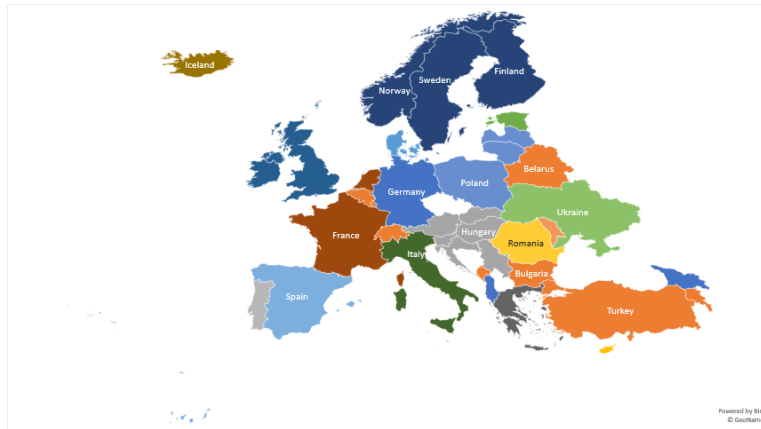 Iceland
Finland
Sweden
Norway
Belarus
Germany
Poland
Ukraine
Hungary
France
Romania
Italy
Bulgaria
Spain
Turkey
Powered by Bi
© GeoNam